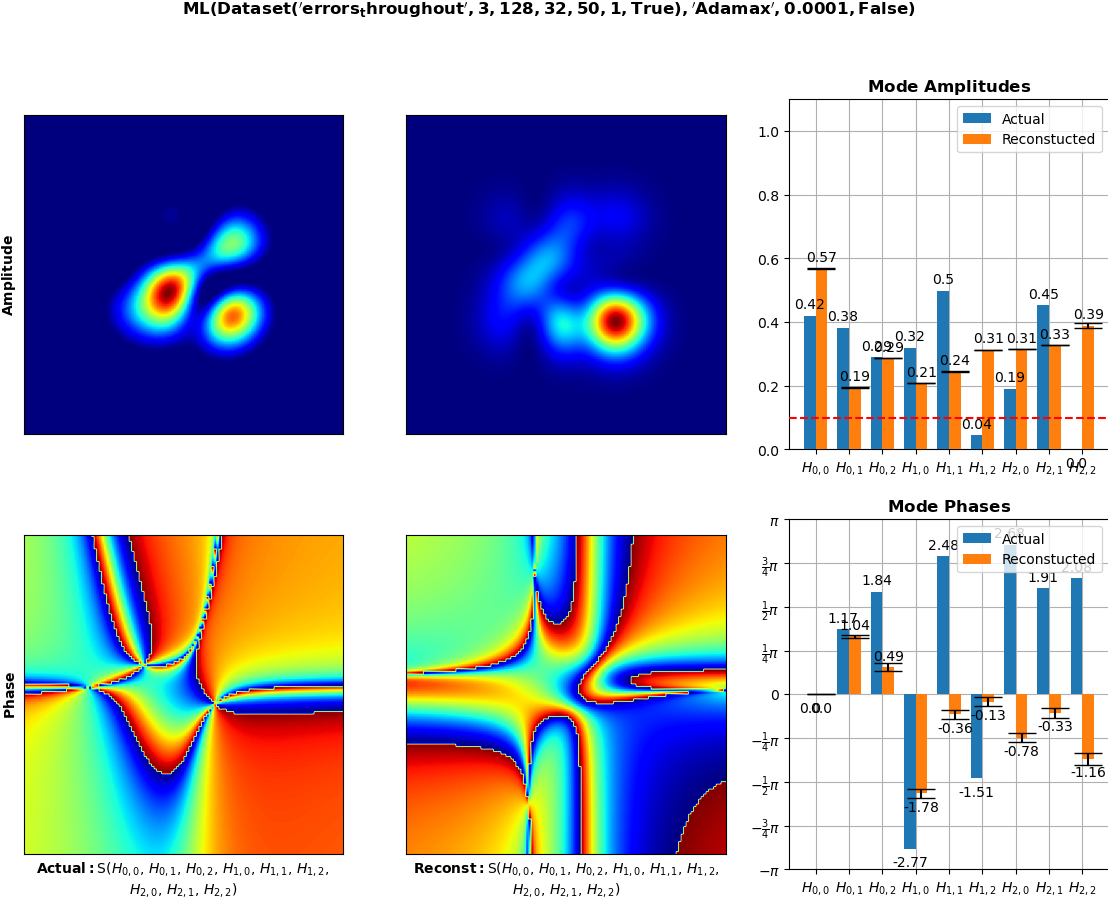 ML(Dataset('errors_throughout', 3, 128, 32, 50, 1, True), 'Adamax', 0.0001, False)
Amplitude
Mode Amplitudes
Actual
Reconstucted
1.0
0.8
0.6
0.4
0.2
0.0
0.42 0.38 0.29 0.32 0.5 0.04 0.19 0.45 0.0
0.57 0.19 0.29 0.21 0.24 0.31 0.31 0.33 0.39
H0,0 H0,1 H0,2 H1,0 H1,1 H1,2 H2,0 H2,1 H2,2
Phase
Mode Phases
Actual
Reconstucted
π
3/4π
1/2π
1/4π
0
−1/4π
−1/2π
−3/4π
−π
0.0 1.17 1.84 -2.77 2.48 -1.51 2.68 1.91 2.08
0.0 1.04 0.49 -1.78 -0.36 -0.13 -0.78 -0.33 -1.16
H0,0 H0,1 H0,2 H1,0 H1,1 H1,2 H2,0 H2,1 H2,2
Actual: S(H0,0, H0,1, H0,2, H1,0, H1,1, H1,2,
H2,0, H2,1, H2,2)
Reconst: S(H0,0, H0,1, H0,2, H1,0, H1,1, H1,2,
H2,0, H2,1, H2,2)